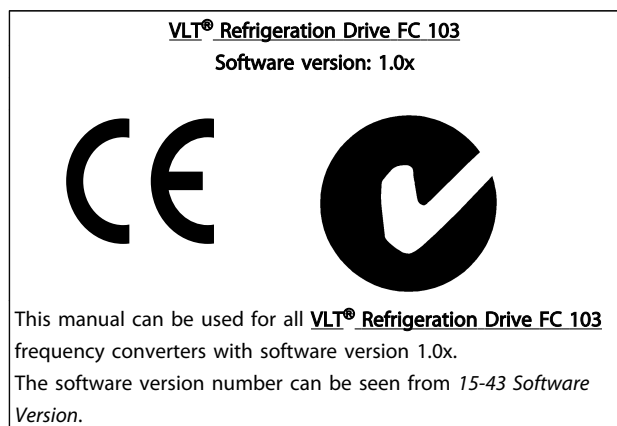 VLT® Refrigeration Drive FC 103
Software version: 1.0x
CE
This manual can be used for all VLT® Refrigeration Drive FC 103
frequency converters with software version 1.0x.
The software version number can be seen from 15-43 Software
Version.